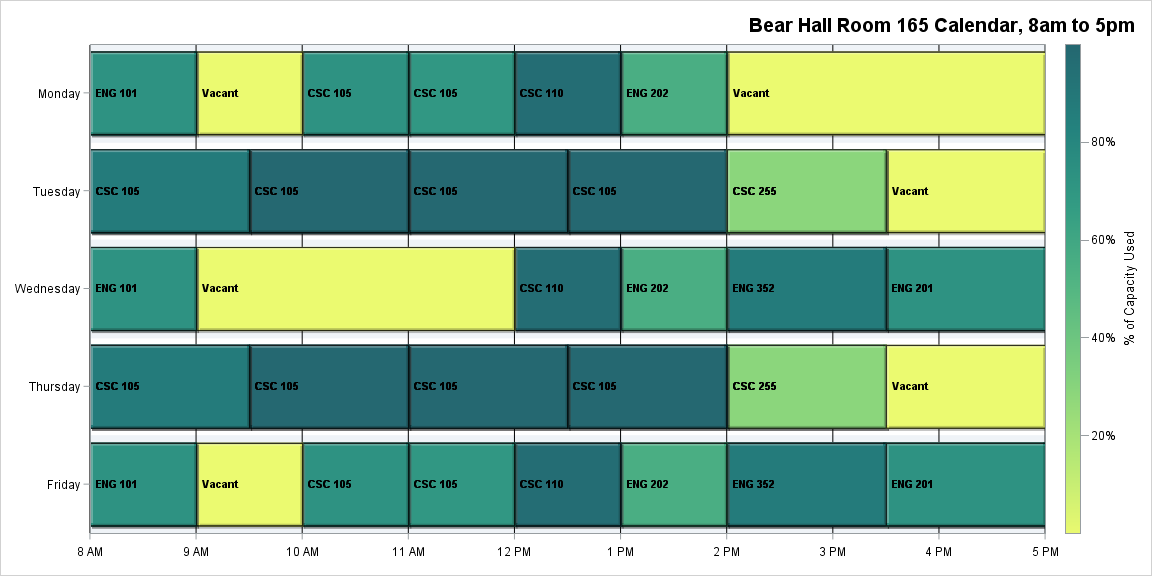 Bear Hall Room 165 Calendar, 8am to 5pm
Monday
ENG 101
Vacant
CSC 105
CSC 105
CSC 110
ENG 202
Vacant
Tuesday
CSC 105
CSC 105
CSC 105
CSC 105
CSC 255
Vacant
Wednesday
ENG 101
Vacant
CSC 110
ENG 202
ENG 352
ENG 201
Thursday
CSC 105
CSC 105
CSC 105
CSC 105
CSC 255
Vacant
Friday
ENG 101
Vacant
CSC 105
CSC 105
CSC 110
ENG 202
ENG 352
ENG 201
8 AM
9 AM
10 AM
11 AM
12 PM
1 PM
2 PM
3 PM
4 PM
5 PM
80%
60%
40%
20%
% of Capacity Used